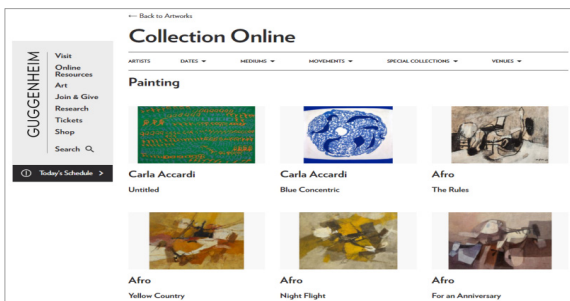 ← Back to Artworks
Collection Online
ARTISTS DATES MEDIUMS MOVEMENTS SPECIAL COLLECTIONS VENUES
GUGGENHEIM
Visit
Online
Resources
Art
Join & Give
Research
Tickets
Shop
Search
Today's Schedule >
Painting
Carla Accardi
Untitled
Carla Accardi
Blue Concentric
Afro
The Rules
Afro
Yellow Country
Afro
Night Flight
Afro
For an Anniversary